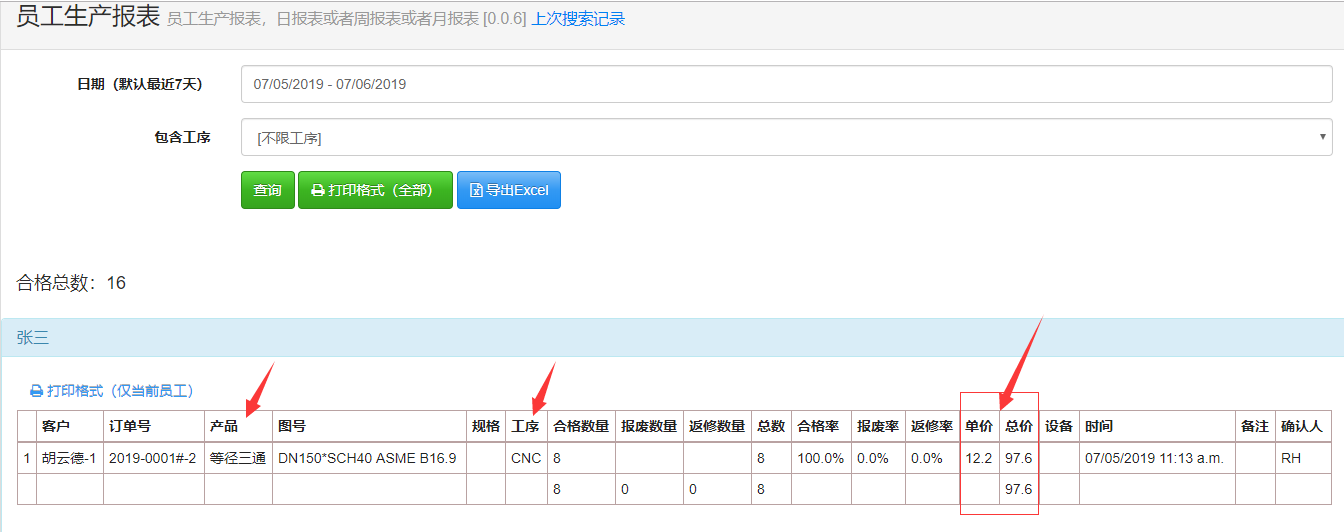 员工生产报表 员工生产报表，日报表或者周报表或者月报表 [0.0.6] 上次搜索记录
日期（默认最近7天） 07/05/2019 - 07/06/2019
包含工序 [不限工序]
查询 打印格式（全部） 导出Excel
合格总数：16
张三
打印格式（仅当前员工）
客户 订单号 产品 图号 规格 工序 合格数量 报废数量 返修数量 总数 合格率 报废率 返修率 单价 总价 设备 时间 备注 确认人
1 胡云德-1 2019-0001#-2 等径三通 DN150*SCH40 ASME B16.9 CNC 8 8 100.0% 0.0% 0.0% 12.2 97.6 07/05/2019 11:13 a.m. RH
8 0 0 8 97.6